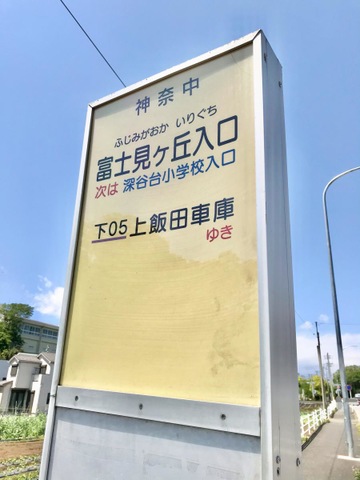 神奈中
ふじみがおか いりぐち
富士見ヶ丘入口
次は 深谷台小学校入口
下05上飯田車庫
ゆき